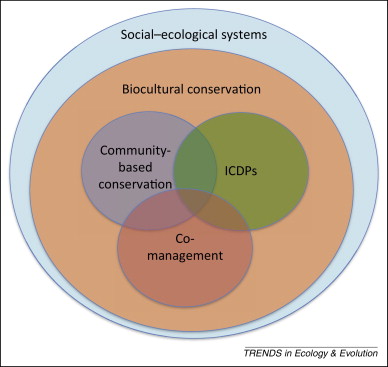 Social–ecological systems
Biocultural conservation
Community-
based
conservation
ICDPs
Co-
management
TRENDS in Ecology & Evolution